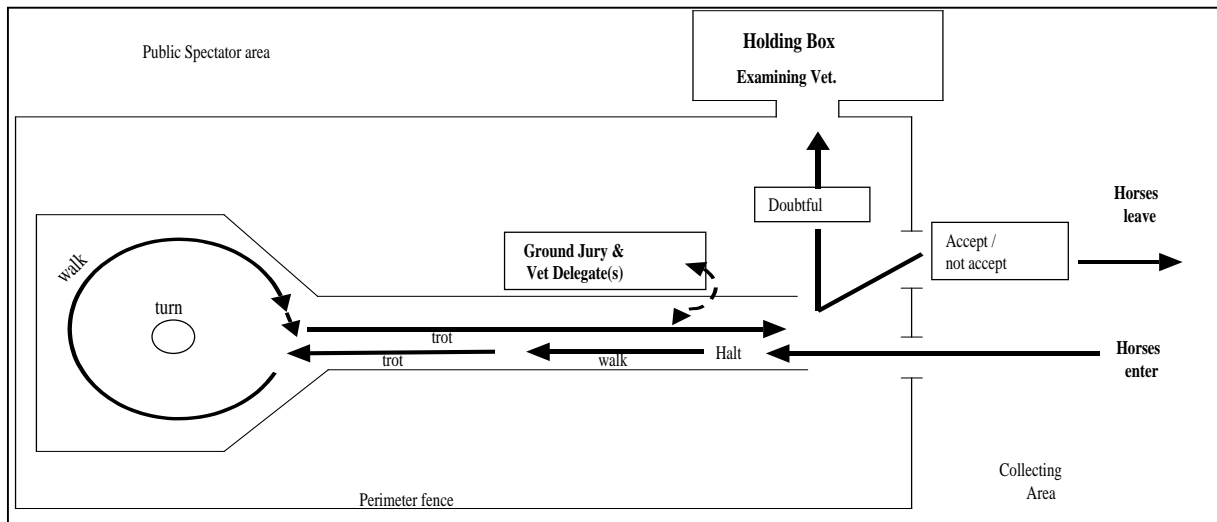 Public Spectator area
Holding Box
Examining Vet.
Doubtful
Horses
leave
Accept /
not accept
Ground Jury &
Vet Delegate(s)
walk
turn
trot
trot
walk
Halt
Horses
enter
Collecting
Area
Perimeter fence